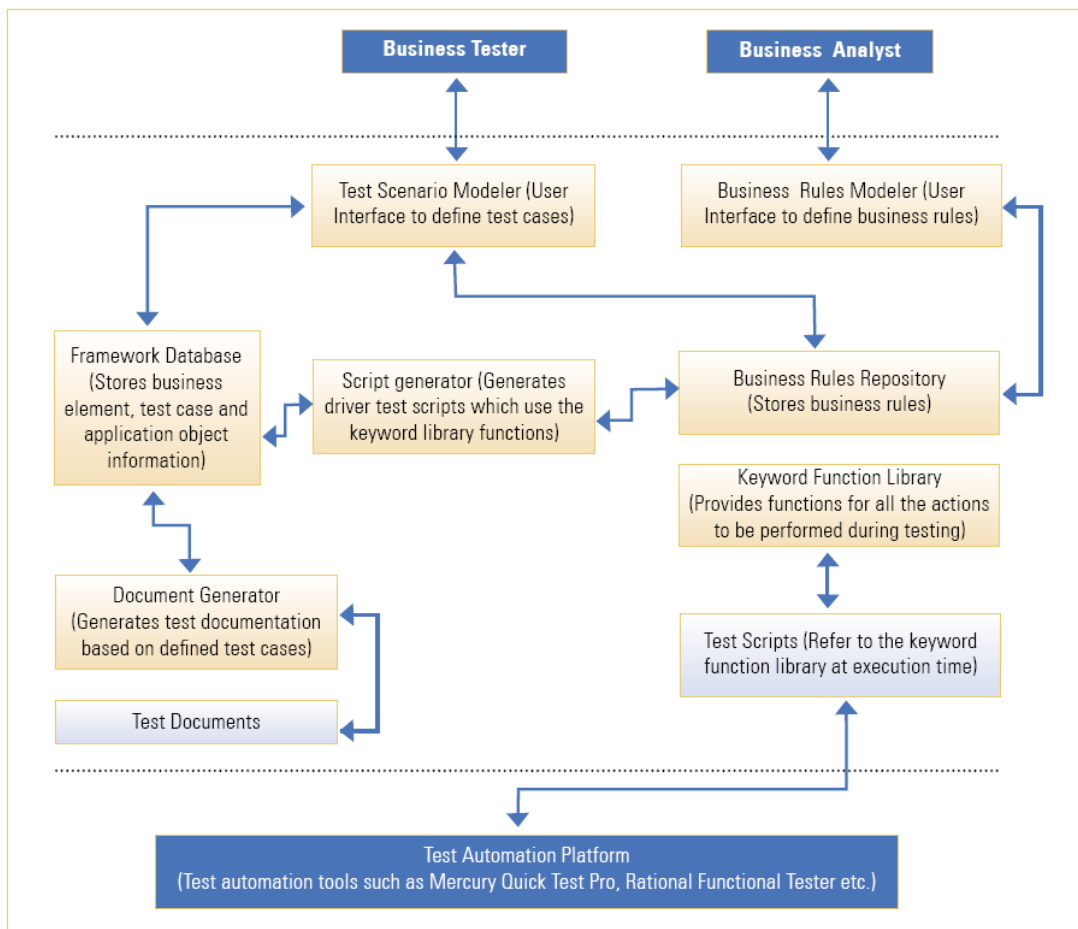 Business Tester
Business Analyst
Test Scenario Modeler (User
Interface to define test cases)
Business Rules Modeler (User
Interface to define business rules)
Framework Database
(Stores business
element, test case and
application object
information)
Script generator (Generates
driver test scripts which use the
keyword library functions)
Business Rules Repository
(Stores business rules)
Keyword Function Library
(Provides functions for all the actions
to be performed during testing)
Document Generator
(Generates test documentation
based on defined test cases)
Test Scripts (Refer to the keyword
function library at execution time)
Test Documents
Test Automation Platform
(Test automation tools such as Mercury Quick Test Pro, Rational Functional Tester etc.)